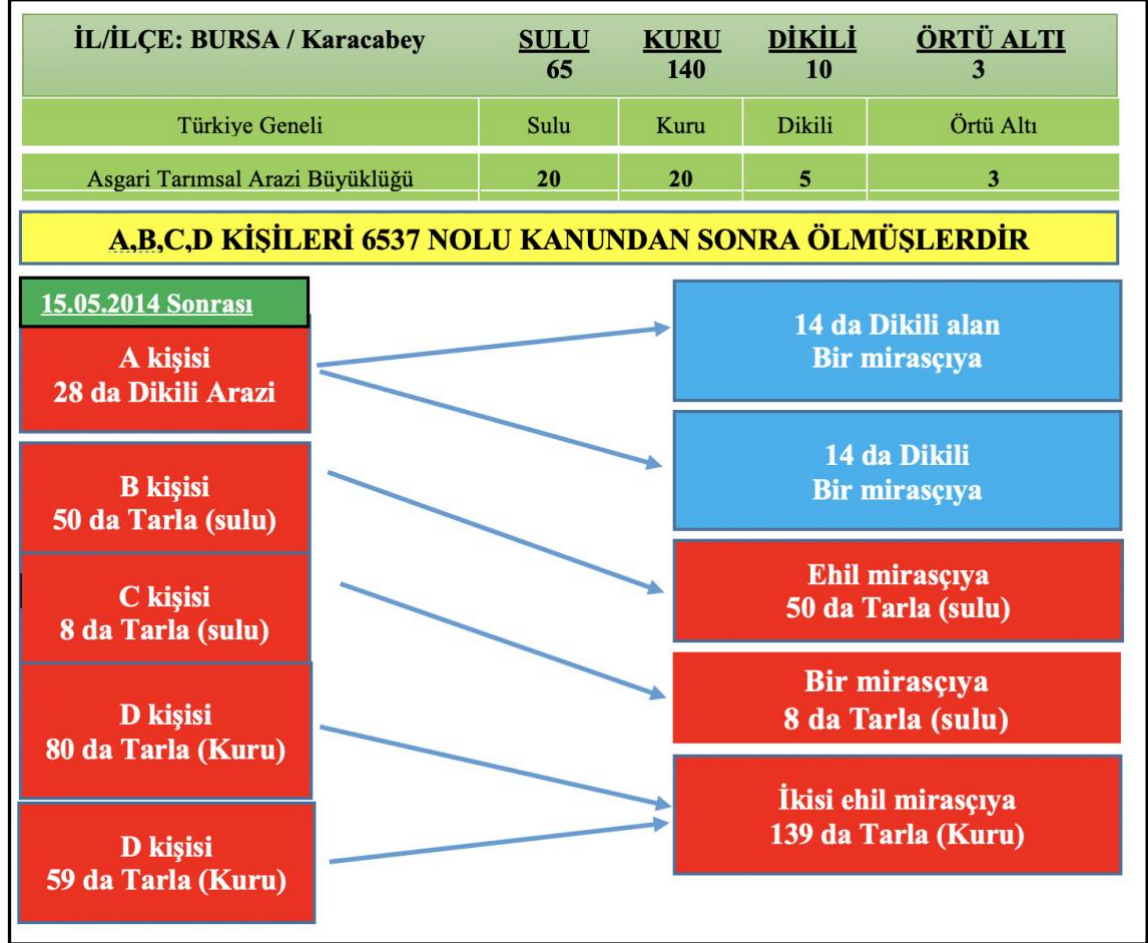 İL/İLÇE: BURSA / Karacabey SULU KURU DİKİLİ ÖRTÜ ALTI
65 140 10 3
Türkiye Geneli Sulu Kuru Dikili Örtü Altı
Asgari Tarımsal Arazi Büyüklüğü 20 20 5 3
A,B,C,D KİŞİLERİ 6537 NOLU KANUNDAN SONRA ÖLMÜŞLERDİR
15.05.2014 Sonrası
A kişisi
28 da Dikili Arazi
14 da Dikili alan
Bir mirasçıya
14 da Dikili
Bir mirasçıya
B kişisi
50 da Tarla (sulu)
Ehil mirasçıya
50 da Tarla (sulu)
C kişisi
8 da Tarla (sulu)
Bir mirasçıya
8 da Tarla (sulu)
D kişisi
80 da Tarla (Kuru)
İkisi ehil mirasçıya
139 da Tarla (Kuru)
D kişisi
59 da Tarla (Kuru)